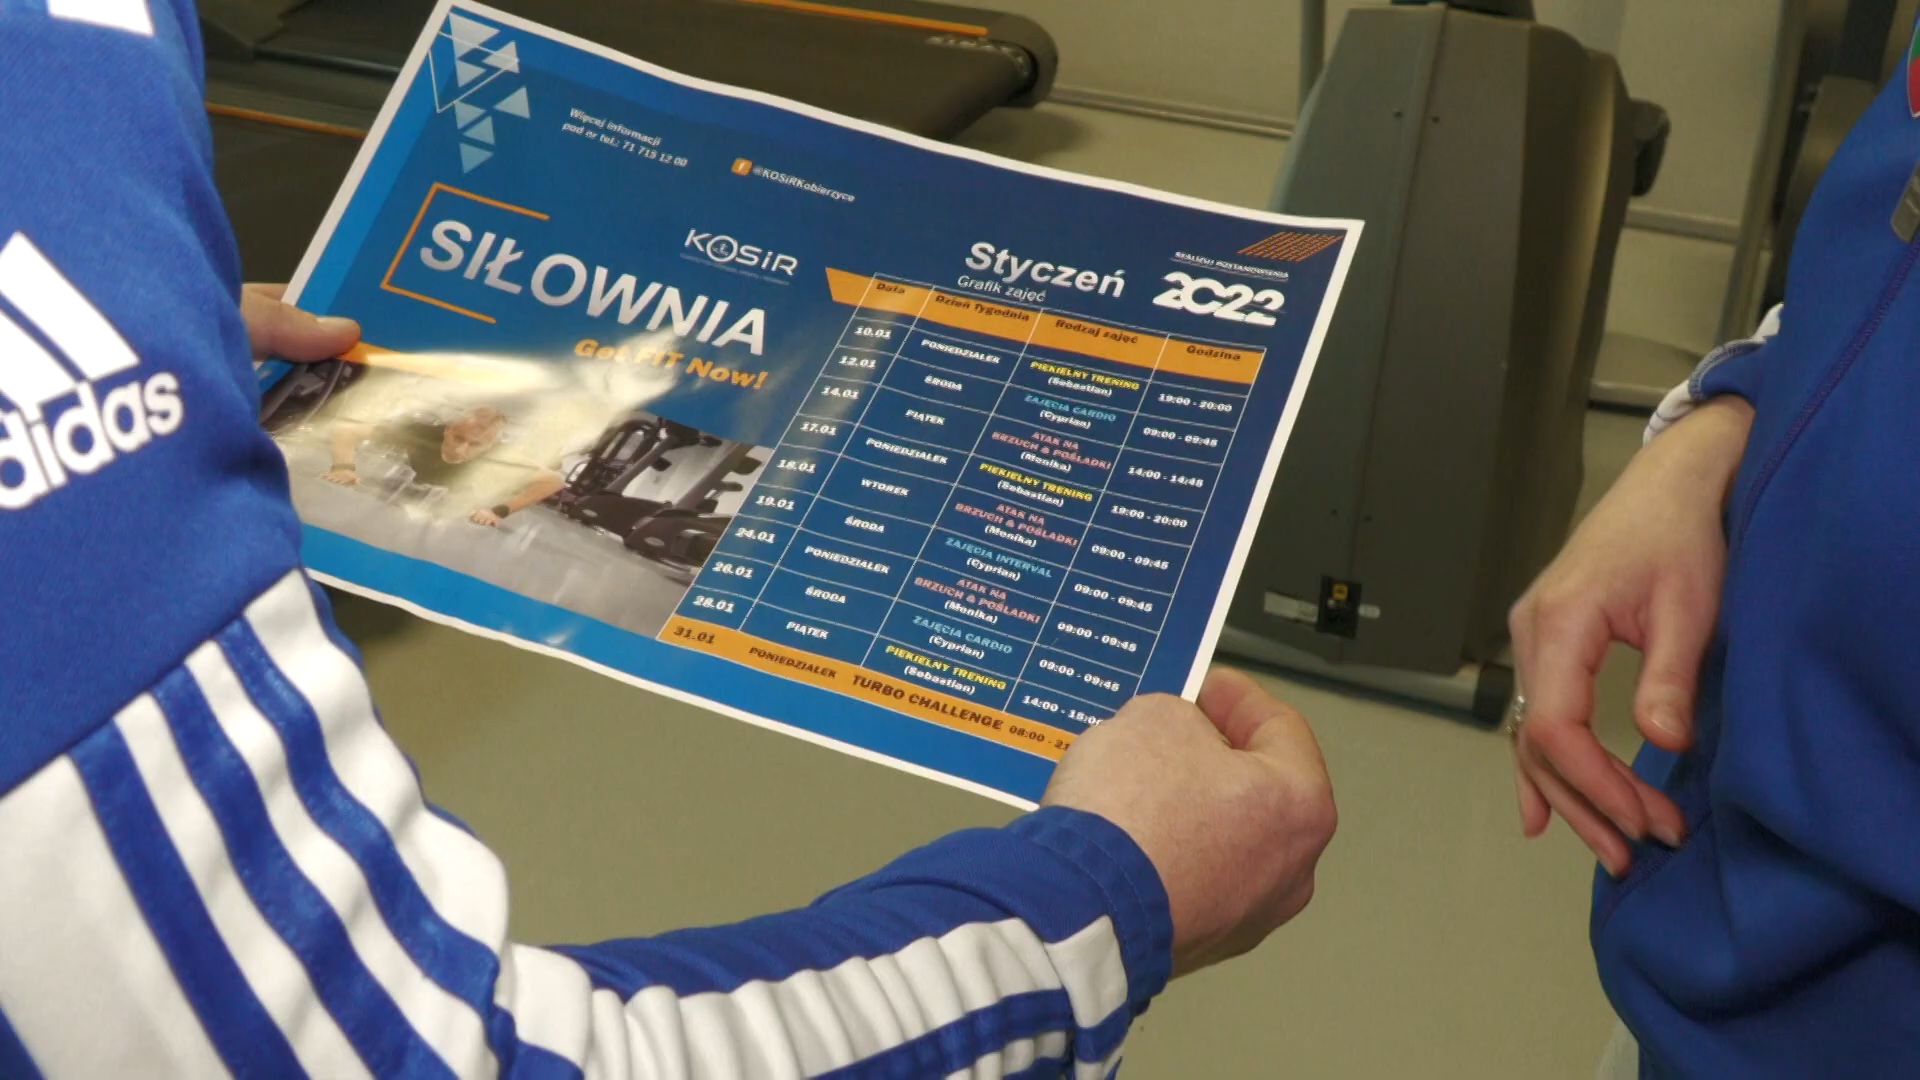 adidas
Więcej informacji
pod nr tel.: 71 715 12 00
@KOSiRKobierzyce
KOSiR
SIŁOWNIA
Get FIT Now!
Styczeń
Grafik zajęć
REALIZUJ POSTANOWIENIA
2022
Data Dzień Tygodnia Rodzaj zajęć Godzina
10.01 PONIEDZIAŁEK PIEKIELNY TRENING (Sebastian) 19:00 - 20:00
12.01 ŚRODA ZAJĘCIA CARDIO (Cyprian) 09:00 - 09:45
14.01 PIĄTEK ATAK NA BRZUCH & POŚLADKI (Monika) 14:00 - 14:45
17.01 PONIEDZIAŁEK PIEKIELNY TRENING (Sebastian) 19:00 - 20:00
18.01 WTOREK ATAK NA BRZUCH & POŚLADKI (Monika) 09:00 - 09:45
19.01 ŚRODA ZAJĘCIA INTERVAL (Cyprian) 09:00 - 09:45
24.01 PONIEDZIAŁEK ATAK NA BRZUCH & POŚLADKI (Monika) 09:00 - 09:45
26.01 ŚRODA ZAJĘCIA CARDIO (Cyprian) 09:00 - 09:45
28.01 PIĄTEK PIEKIELNY TRENING (Sebastian) 14:00 - 15:00
31.01 PONIEDZIAŁEK TURBO CHALLENGE 08:00 - 21